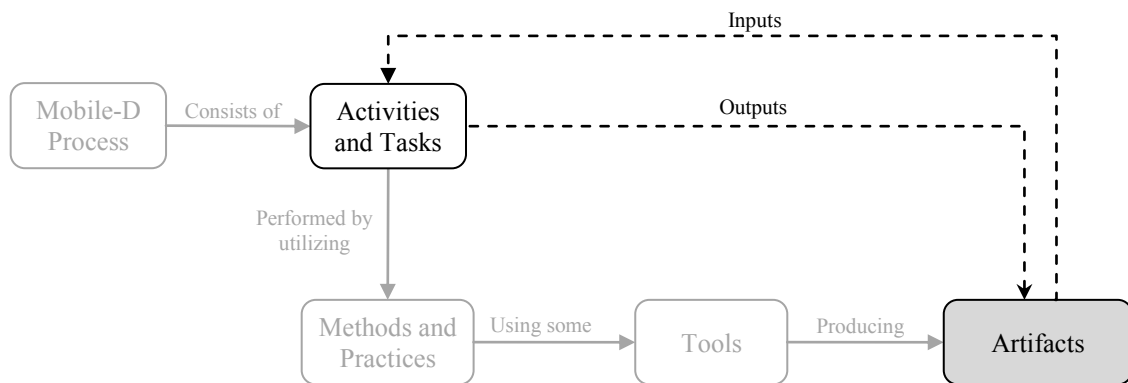 Inputs
Mobile-D
Process
Consists of
Activities
and Tasks
Outputs
Performed by
utilizing
Methods and
Practices
Using some
Tools
Producing
Artifacts